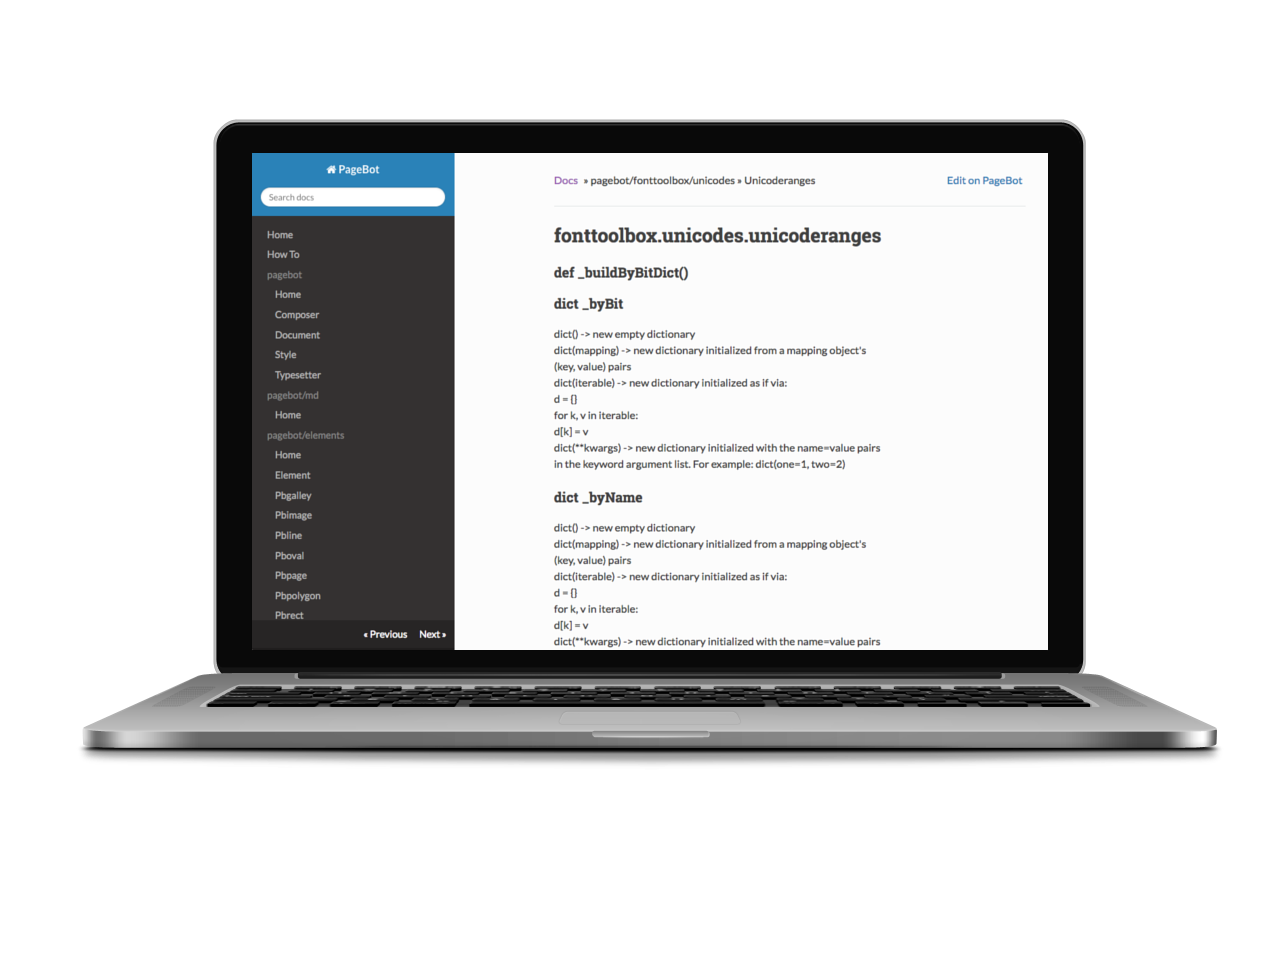 PageBot
Search docs
Home
How To
pagebot
Home
Composer
Document
Style
Typesetter
pagebot/md
Home
pagebot/elements
Home
Element
Pbgalley
Pbimage
Pbline
Pboval
Pbpage
Pbpolygon
Pbrect
« Previous Next »
Docs » pagebot/fonttoolbox/unicodes » Unicoderanges
Edit on PageBot
fonttoolbox.unicodes.unicoderanges
def _buildByBitDict()
dict _byBit
dict() -> new empty dictionary
dict(mapping) -> new dictionary initialized from a mapping object's
(key, value) pairs
dict(iterable) -> new dictionary initialized as if via:
d = {}
for k, v in iterable:
d[k] = v
dict(**kwargs) -> new dictionary initialized with the name=value pairs
in the keyword argument list. For example: dict(one=1, two=2)
dict _byName
dict() -> new empty dictionary
dict(mapping) -> new dictionary initialized from a mapping object's
(key, value) pairs
dict(iterable) -> new dictionary initialized as if via:
d = {}
for k, v in iterable:
d[k] = v
dict(**kwargs) -> new dictionary initialized with the name=value pairs